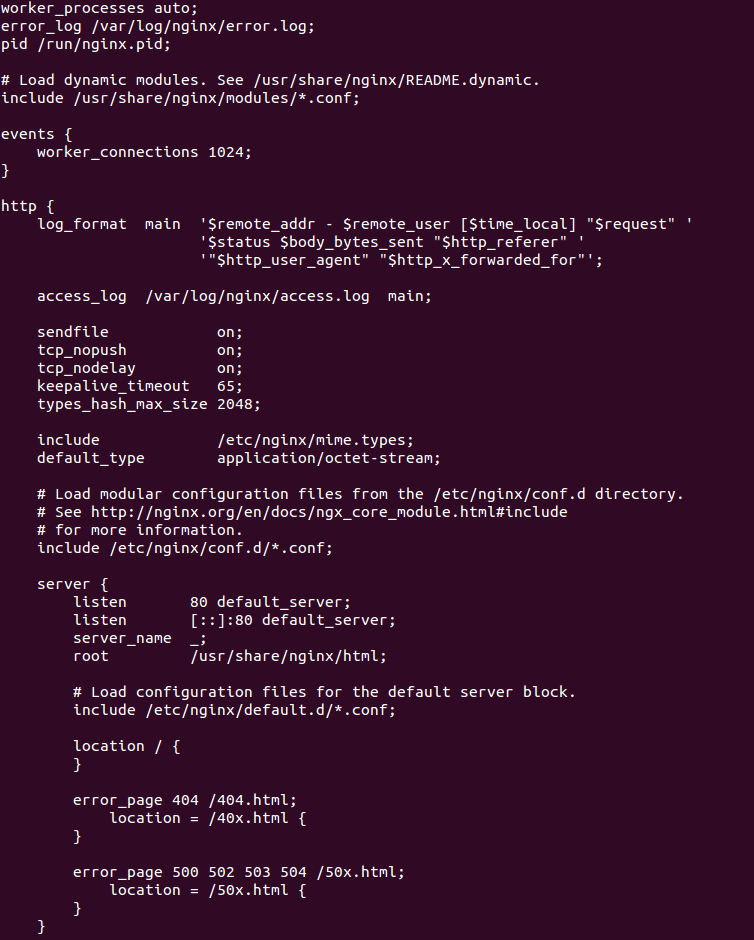 worker_processes auto;
error_log /var/log/nginx/error.log;
pid /run/nginx.pid;

# Load dynamic modules. See /usr/share/nginx/README.dynamic.
include /usr/share/nginx/modules/*.conf;

events {
    worker_connections 1024;
}

http {
    log_format  main  '$remote_addr - $remote_user [$time_local] "$request" '
                      '$status $body_bytes_sent "$http_referer" '
                      '"$http_user_agent" "$http_x_forwarded_for"';

    access_log  /var/log/nginx/access.log  main;

    sendfile            on;
    tcp_nopush          on;
    tcp_nodelay         on;
    keepalive_timeout   65;
    types_hash_max_size 2048;

    include             /etc/nginx/mime.types;
    default_type        application/octet-stream;

    # Load modular configuration files from the /etc/nginx/conf.d directory.
    # See http://nginx.org/en/docs/ngx_core_module.html#include
    # for more information.
    include /etc/nginx/conf.d/*.conf;

    server {
        listen       80 default_server;
        listen       [::]:80 default_server;
        server_name  _;
        root         /usr/share/nginx/html;

        # Load configuration files for the default server block.
        include /etc/nginx/default.d/*.conf;

        location / {
        }

        error_page 404 /404.html;
            location = /40x.html {
        }

        error_page 500 502 503 504 /50x.html;
            location = /50x.html {
        }
    }